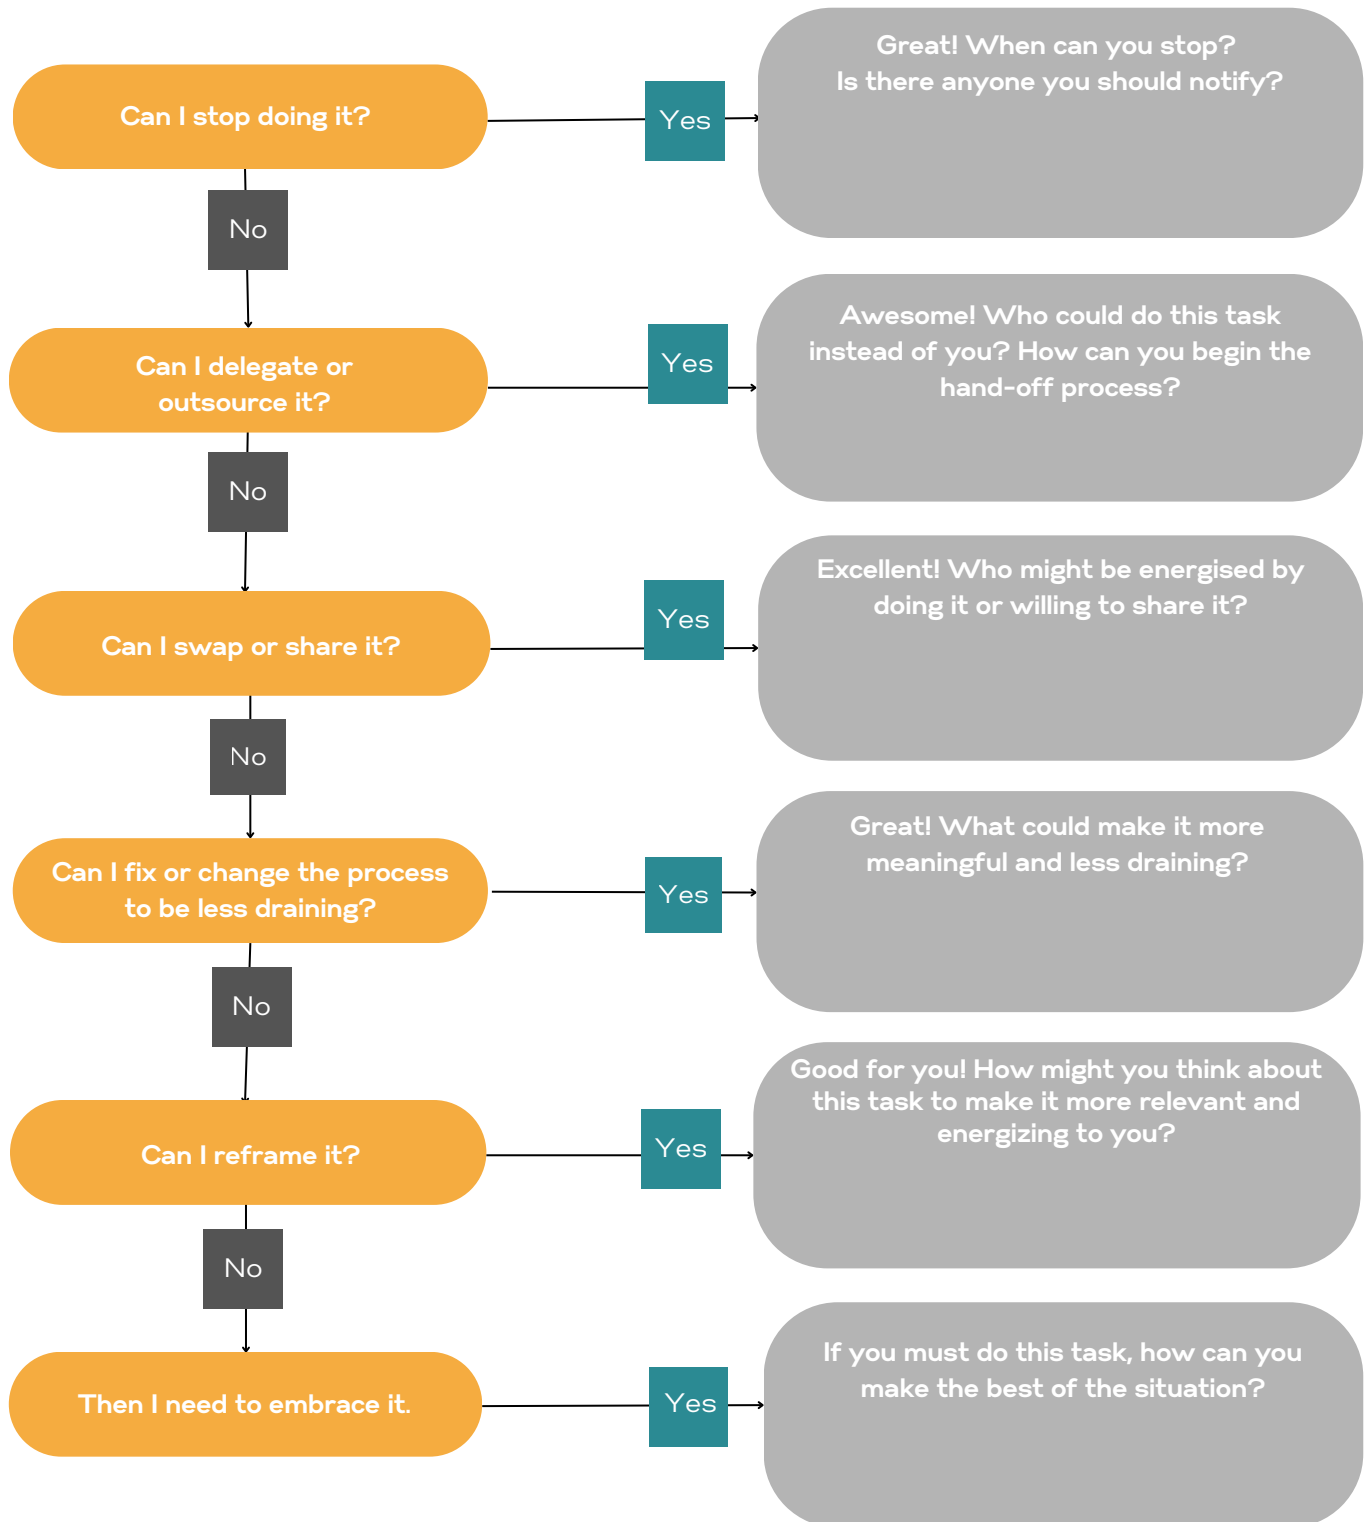 Can I stop doing it?
Yes
Great! When can you stop?
Is there anyone you should notify?
No
Can I delegate or
outsource it?
Yes
Awesome! Who could do this task
instead of you? How can you begin the
hand-off process?
No
Can I swap or share it?
Yes
Excellent! Who might be energised by
doing it or willing to share it?
No
Can I fix or change the process
to be less draining?
Yes
Great! What could make it more
meaningful and less draining?
No
Can I reframe it?
Yes
Good for you! How might you think about
this task to make it more relevant and
energizing to you?
No
Then I need to embrace it.
Yes
If you must do this task, how can you
make the best of the situation?